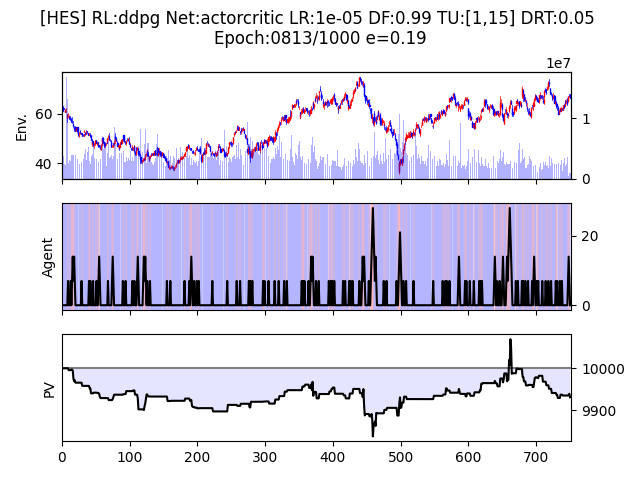 [HES] RL:ddpg Net:actorcritic LR:1e-05 DF:0.99 TU:[1,15] DRT:0.05
Epoch:0813/1000 e=0.19
1e7
Env.
60
40
1
0
Agent
20
0
PV
10000
9900
0 100 200 300 400 500 600 700